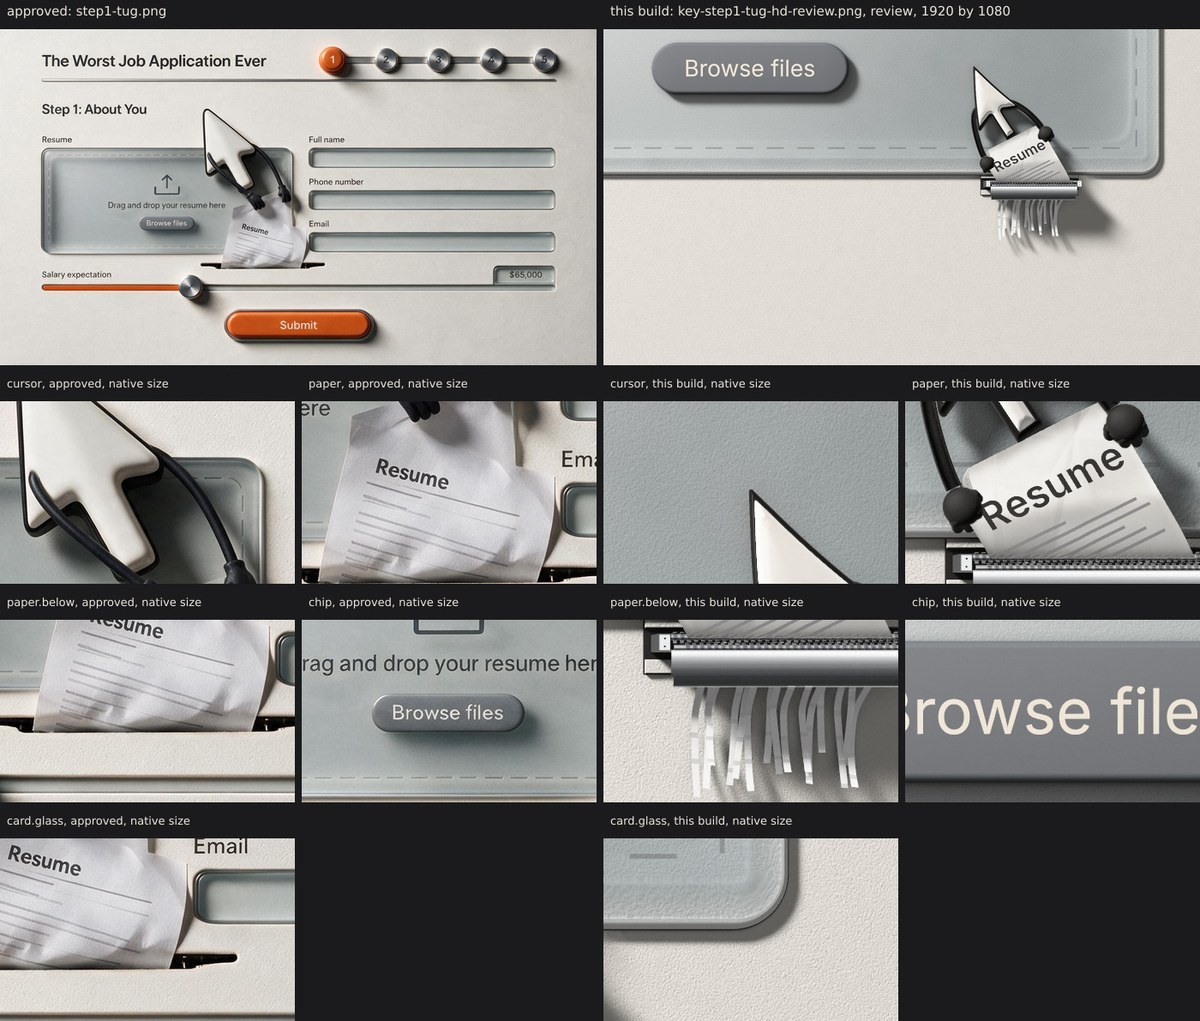 approved: step1-tug.png
this build: key-step1-tug-hd-review.png, review, 1920 by 1080
The Worst Job Application Ever
1
2
3
4
5
Step 1: About You
Resume
Full name
Phone number
Email
Drag and drop your resume here
Browse files
Resume
Salary expectation
$65,000
Submit
Browse files
Resume
cursor, approved, native size
paper, approved, native size
cursor, this build, native size
paper, this build, native size
ere
Resume
Ema
Resume
paper.below, approved, native size
chip, approved, native size
paper.below, this build, native size
chip, this build, native size
Resume
rag and drop your resume her
Browse files
Browse file
card.glass, approved, native size
card.glass, this build, native size
Resume
Email